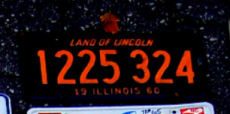 LAND OF LINCOLN
1225 324
19 ILLINOIS 60